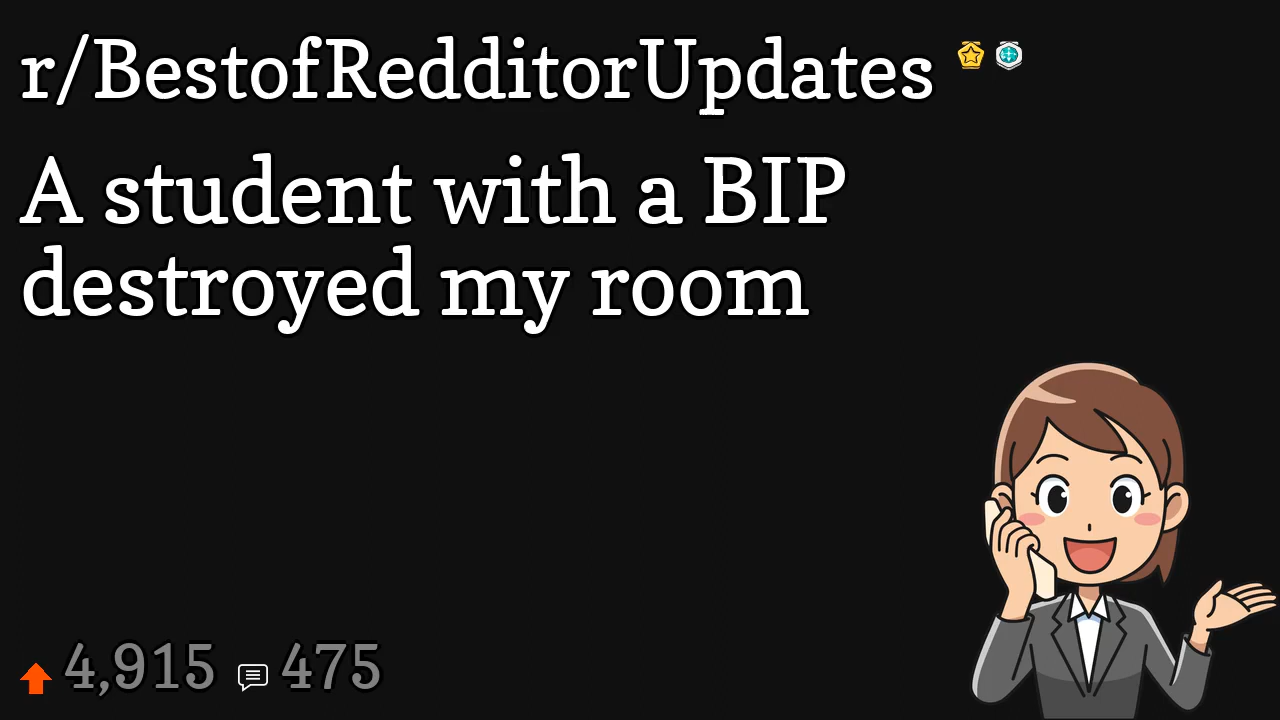 r/BestofRedditorUpdates
A student with a BIP
destroyed my room
4,915 475